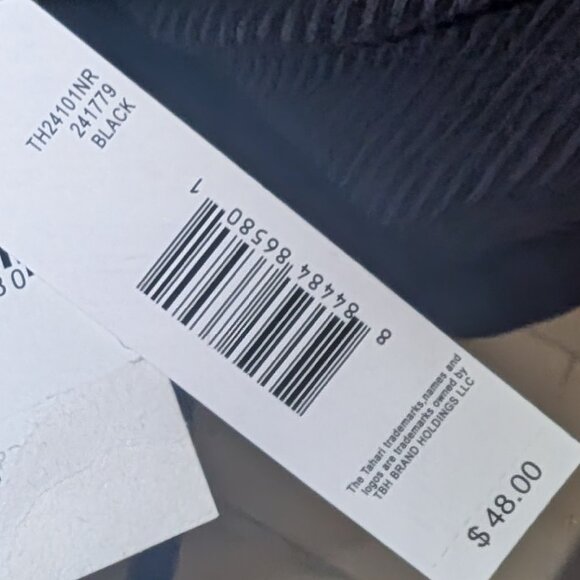 TH24101NR
241779
BLACK
8 84484 86580 1
The Tahari trademarks,names and
logos are trademarks owned by
TBH BRAND HOLDINGS LLC
$48.00